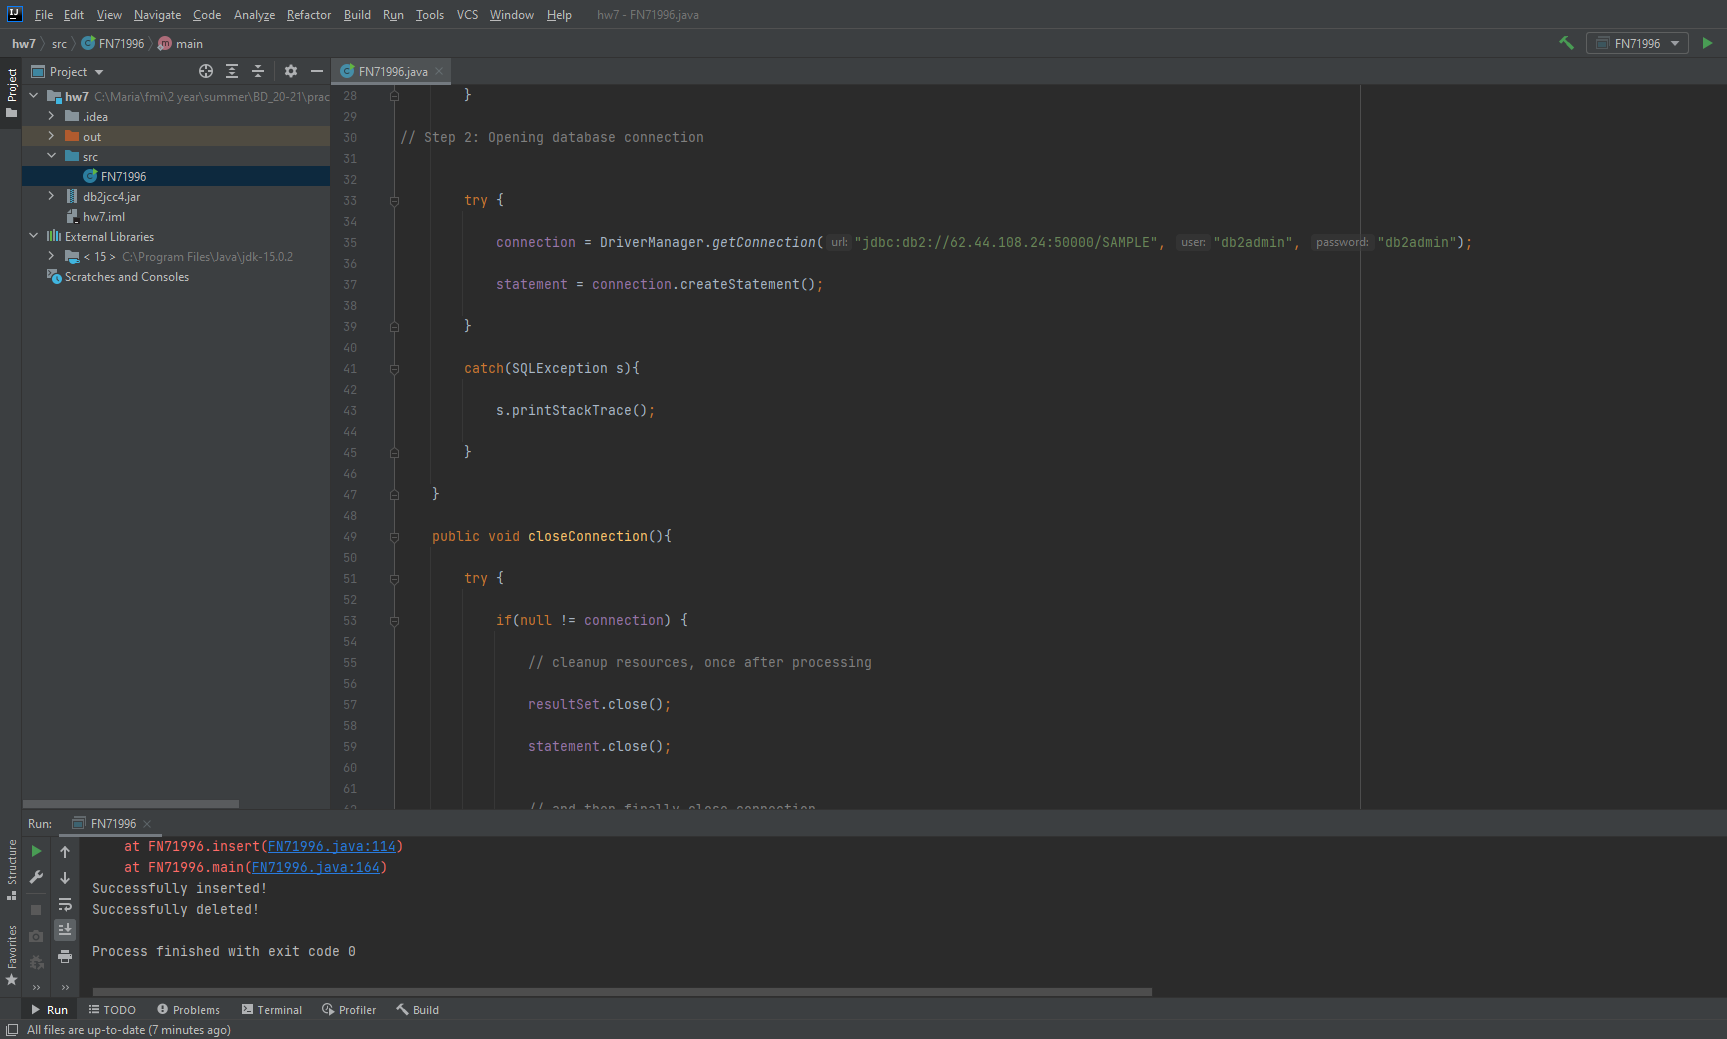 File Edit View Navigate Code Analyze Refactor Build Run Tools VCS Window Help hw7 - FN71996.java
hw7 src FN71996 main FN71996
Project
Project FN71996.java
hw7 C:\Maria\fmi\2 year\summer\BD_20-21\prac
.idea
out
src
FN71996
db2jcc4.jar
hw7.iml
External Libraries
< 15 > C:\Program Files\Java\jdk-15.0.2
Scratches and Consoles
28 }
29
30 // Step 2: Opening database connection
31
32
33 try {
34
35 connection = DriverManager.getConnection( url: "jdbc:db2://62.44.108.24:50000/SAMPLE", user: "db2admin", password: "db2admin");
36
37 statement = connection.createStatement();
38
39 }
40
41 catch(SQLException s){
42
43 s.printStackTrace();
44
45 }
46
47 }
48
49 public void closeConnection(){
50
51 try {
52
53 if(null != connection) {
54
55 // cleanup resources, once after processing
56
57 resultSet.close();
58
59 statement.close();
60
61
62 // and then finally close connection
Run: FN71996
at FN71996.insert(FN71996.java:114)
at FN71996.main(FN71996.java:164)
Successfully inserted!
Successfully deleted!
Process finished with exit code 0
Structure
Favorites
Run TODO Problems Terminal Profiler Build
All files are up-to-date (7 minutes ago)